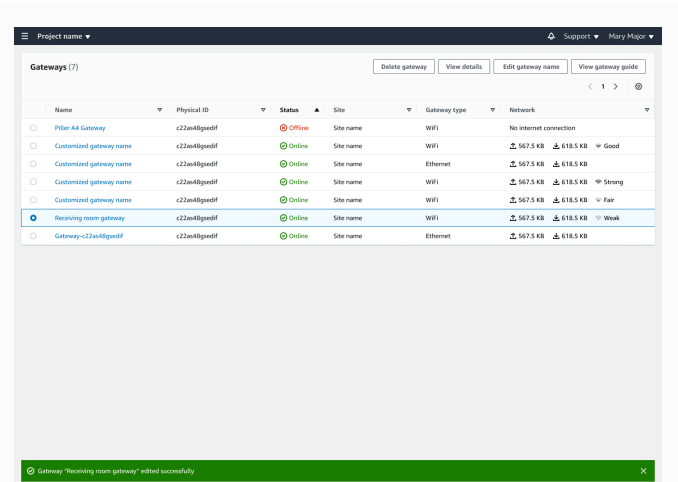 Project name Support Mary Major
Gateways (7) Delete gateway View details Edit gateway name View gateway guide
< 1 >
Name Physical ID Status Site Gateway type Network
Piller A4 Gateway c22as48gsedif Offline Site name WiFi No internet connection
Customized gateway name c22as48gsedif Online Site name WiFi 567.5 KB 618.5 KB Good
Customized gateway name c22as48gsedif Online Site name Ethernet 567.5 KB 618.5 KB
Customized gateway name c22as48gsedif Online Site name WiFi 567.5 KB 618.5 KB Strong
Customized gateway name c22as48gsedif Online Site name WiFi 567.5 KB 618.5 KB Fair
Receiving room gateway c22as48gsedif Online Site name WiFi 567.5 KB 618.5 KB Weak
Gateway-c22as48gsedif c22as48gsedif Online Site name Ethernet 567.5 KB 618.5 KB
Gateway "Receiving room gateway" edited successfully